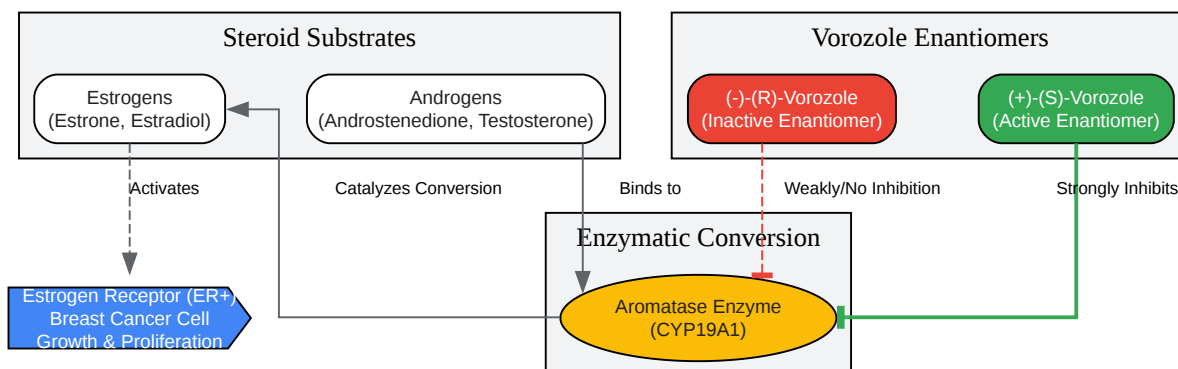 Steroid Substrates
Vorozole Enantiomers
Estrogens
(Estrone, Estradiol)
Androgens
(Androstenedione, Testosterone)
(-)-(R)-Vorozole
(Inactive Enantiomer)
(+)-(S)-Vorozole
(Active Enantiomer)
Activates
Catalyzes Conversion
Binds to
Weakly/No Inhibition
Strongly Inhibits
Enzymatic Conversion
Estrogen Receptor (ER+)
Breast Cancer Cell
Growth & Proliferation
Aromatase Enzyme
(CYP19A1)